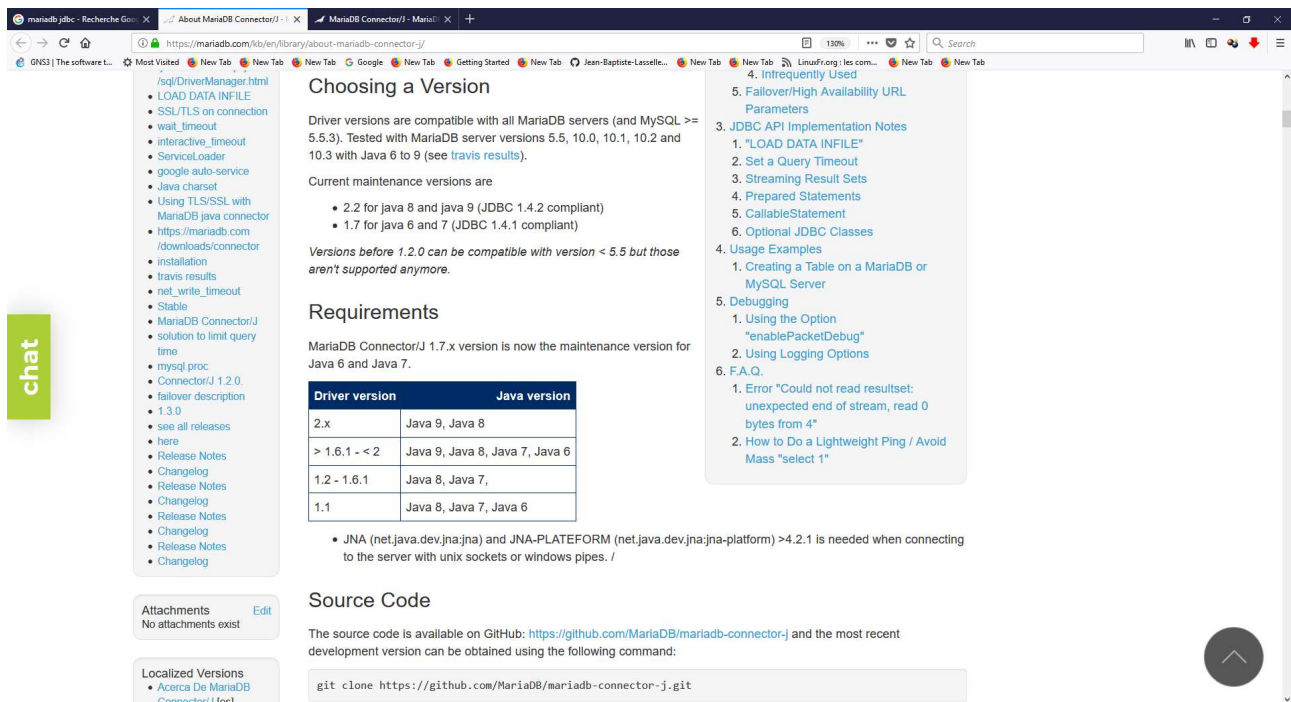 mariadb jdbc - Recherche Goo
About MariaDB Connector/J -
MariaDB Connector/J - MariaD
https://mariadb.com/kb/en/library/about-mariadb-connector-j/
130%
Search
GNS3 | The software t...
Most Visited
New Tab
New Tab
New Tab
Google
New Tab
Getting Started
New Tab
Jean-Baptiste-Lasselle...
New Tab
New Tab
LinuxFr.org : les com...
New Tab
New Tab
/sql/DriverManager.html
• LOAD DATA INFILE
• SSL/TLS on connection
• wait_timeout
• interactive_timeout
• ServiceLoader
• google auto-service
• Java charset
• Using TLS/SSL with
MariaDB java connector
• https://mariadb.com
/downloads/connector
• installation
• travis results
• net_write_timeout
• Stable
• MariaDB Connector/J
• solution to limit query
time
• mysql.proc
• Connector/J 1.2.0.
• failover description
• 1.3.0
• see all releases
• here
• Release Notes
• Changelog
• Release Notes
• Changelog
• Release Notes
• Changelog
• Release Notes
• Changelog
Attachments
Edit
No attachments exist
Localized Versions
• Acerca De MariaDB
Connector/J [es]
chat
Choosing a Version
Driver versions are compatible with all MariaDB servers (and MySQL >=
5.5.3). Tested with MariaDB server versions 5.5, 10.0, 10.1, 10.2 and
10.3 with Java 6 to 9 (see travis results).
Current maintenance versions are
• 2.2 for java 8 and java 9 (JDBC 1.4.2 compliant)
• 1.7 for java 6 and 7 (JDBC 1.4.1 compliant)
Versions before 1.2.0 can be compatible with version < 5.5 but those
aren't supported anymore.
Requirements
MariaDB Connector/J 1.7.x version is now the maintenance version for
Java 6 and Java 7.
Driver version Java version
2.x Java 9, Java 8
> 1.6.1 - < 2 Java 9, Java 8, Java 7, Java 6
1.2 - 1.6.1 Java 8, Java 7,
1.1 Java 8, Java 7, Java 6
• JNA (net.java.dev.jna:jna) and JNA-PLATEFORM (net.java.dev.jna:jna-platform) >4.2.1 is needed when connecting
to the server with unix sockets or windows pipes. /
Source Code
The source code is available on GitHub: https://github.com/MariaDB/mariadb-connector-j and the most recent
development version can be obtained using the following command:
git clone https://github.com/MariaDB/mariadb-connector-j.git
4. Infrequently Used
5. Failover/High Availability URL
Parameters
3. JDBC API Implementation Notes
1. "LOAD DATA INFILE"
2. Set a Query Timeout
3. Streaming Result Sets
4. Prepared Statements
5. CallableStatement
6. Optional JDBC Classes
4. Usage Examples
1. Creating a Table on a MariaDB or
MySQL Server
5. Debugging
1. Using the Option
"enablePacketDebug"
2. Using Logging Options
6. F.A.Q.
1. Error "Could not read resultset:
unexpected end of stream, read 0
bytes from 4"
2. How to Do a Lightweight Ping / Avoid
Mass "select 1"